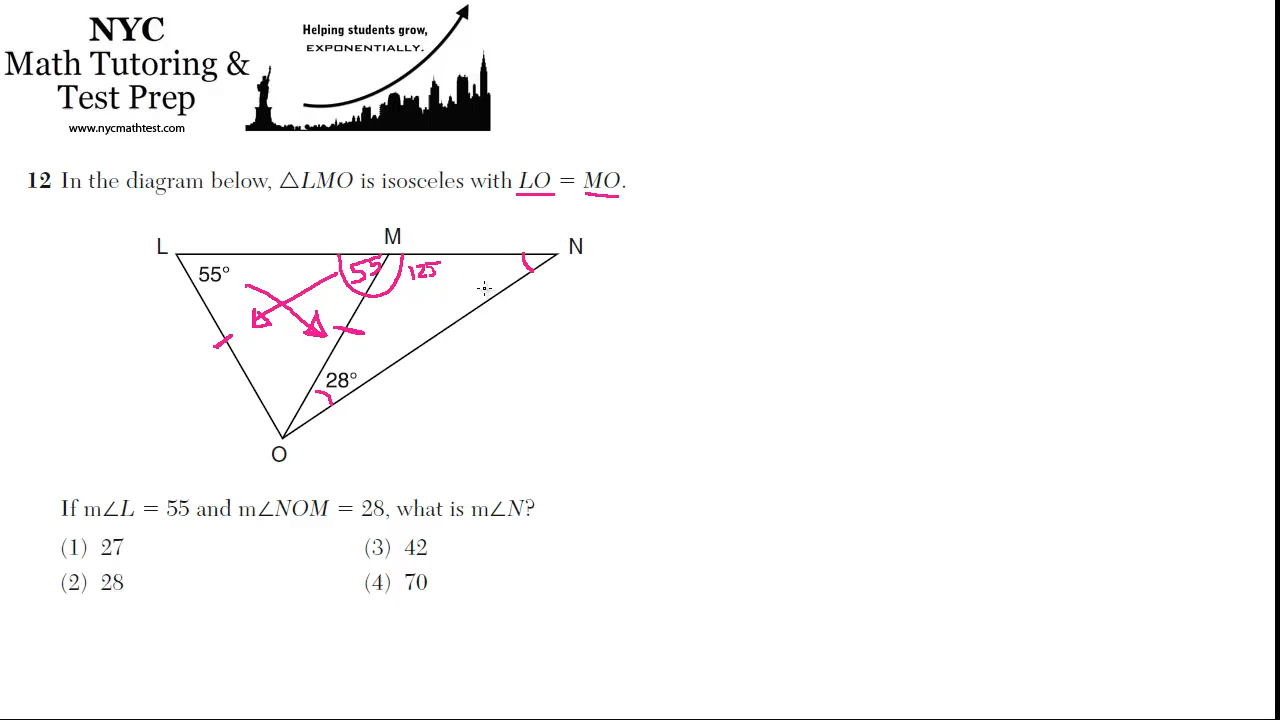 NYC
Math Tutoring &
Test Prep
www.nycmathtest.com
Helping students grow,
EXPONENTIALLY.
12 In the diagram below, △LMO is isosceles with LO = MO.
L
M
N
55°
55
125
28°
O
If m∠L = 55 and m∠NOM = 28, what is m∠N?
(1) 27
(3) 42
(2) 28
(4) 70